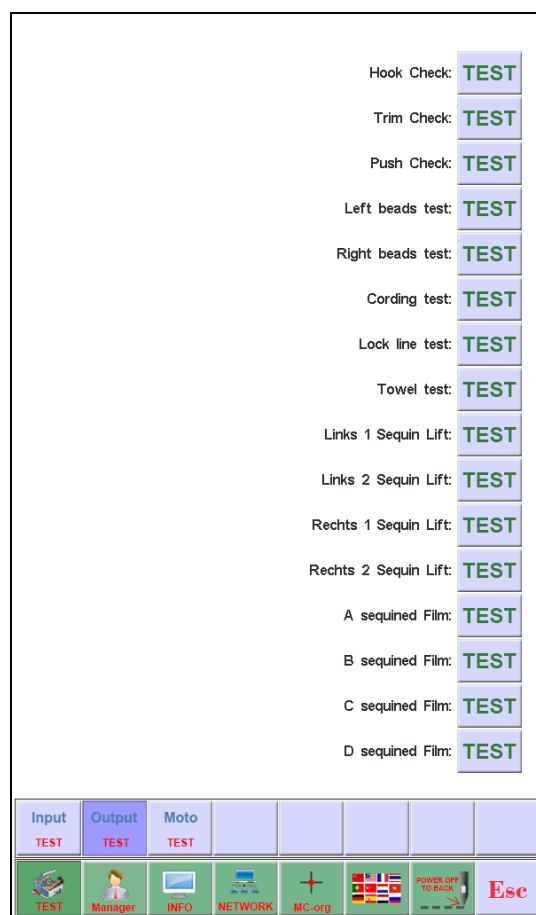 Hook Check: TEST
Trim Check: TEST
Push Check: TEST
Left beads test: TEST
Right beads test: TEST
Cording test: TEST
Lock line test: TEST
Towel test: TEST
Links 1 Sequin Lift: TEST
Links 2 Sequin Lift: TEST
Rechts 1 Sequin Lift: TEST
Rechts 2 Sequin Lift: TEST
A sequined Film: TEST
B sequined Film: TEST
C sequined Film: TEST
D sequined Film: TEST
Input Output Moto
TEST TEST TEST
POWER OFF
TO BACK
TEST Manager INFO NETWORK MC-org Esc